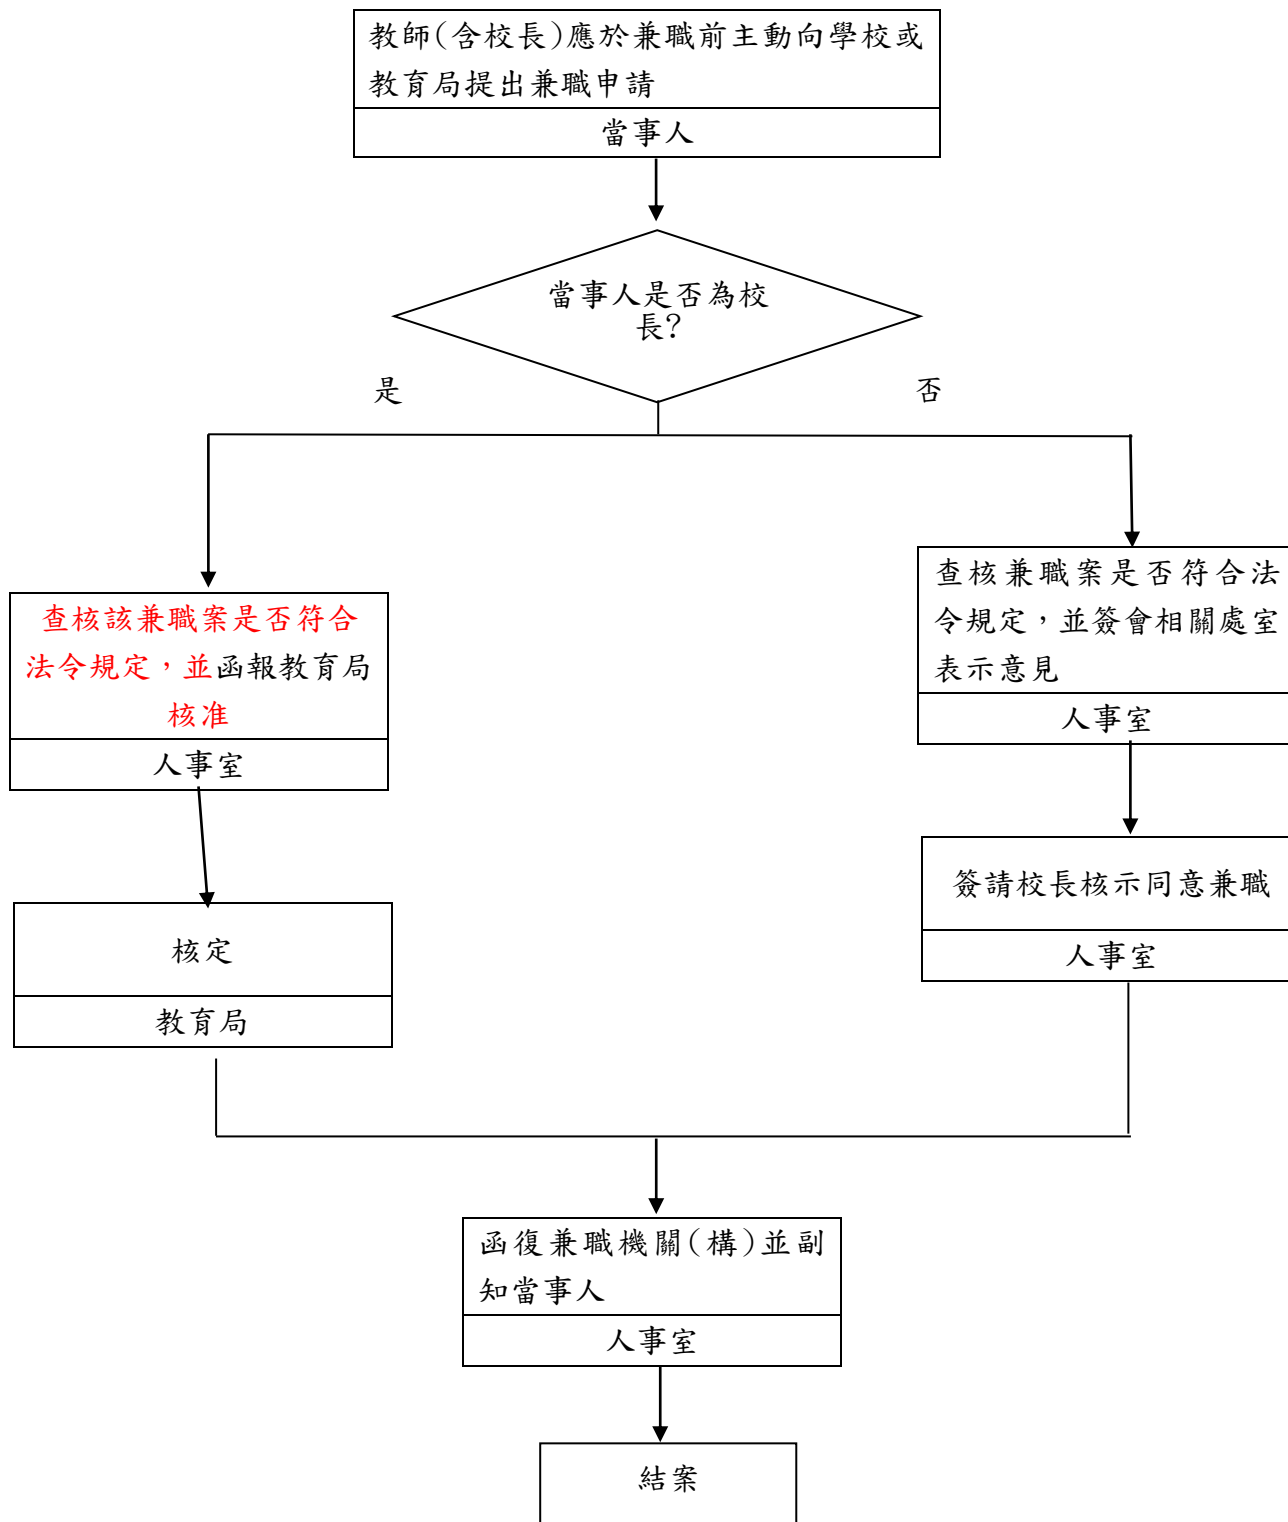 教師(含校長)應於兼職前主動向學校或
教育局提出兼職申請
當事人
當事人是否為校
長?
是
否
查核該兼職案是否符合
法令規定，並函報教育局
核准
人事室
核定
教育局
查核兼職案是否符合法
令規定，並簽會相關處室
表示意見
人事室
簽請校長核示同意兼職
人事室
函復兼職機關(構)並副
知當事人
人事室
結案